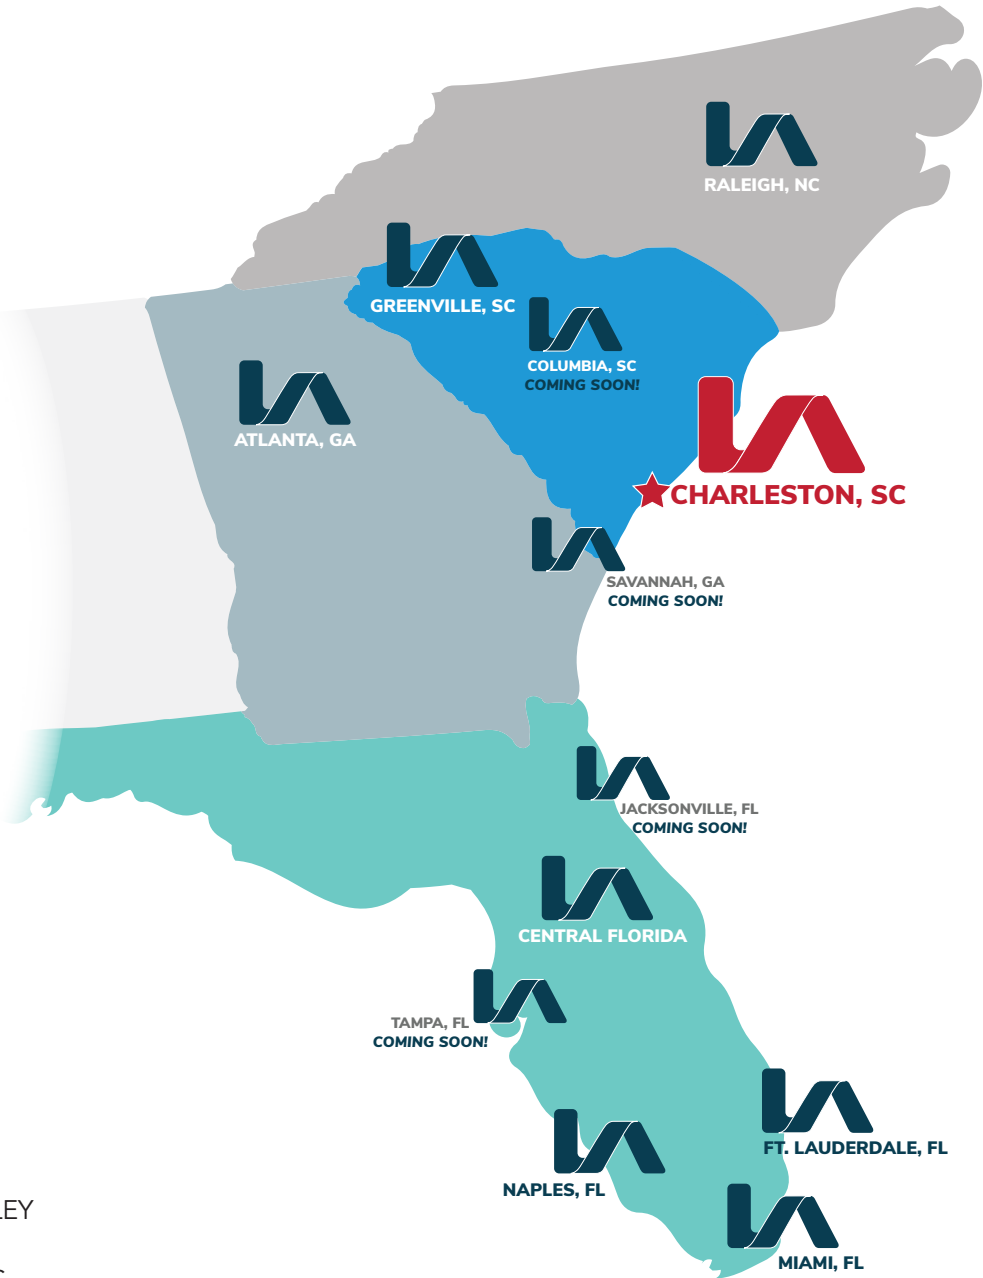 RALEIGH, NC
GREENVILLE, SC
COLUMBIA, SC
COMING SOON!
ATLANTA, GA
CHARLESTON, SC
SAVANNAH, GA
COMING SOON!
JACKSONVILLE, FL
COMING SOON!
CENTRAL FLORIDA
TAMPA, FL
COMING SOON!
FT. LAUDERDALE, FL
NAPLES, FL
LEY
MIAMI, FL